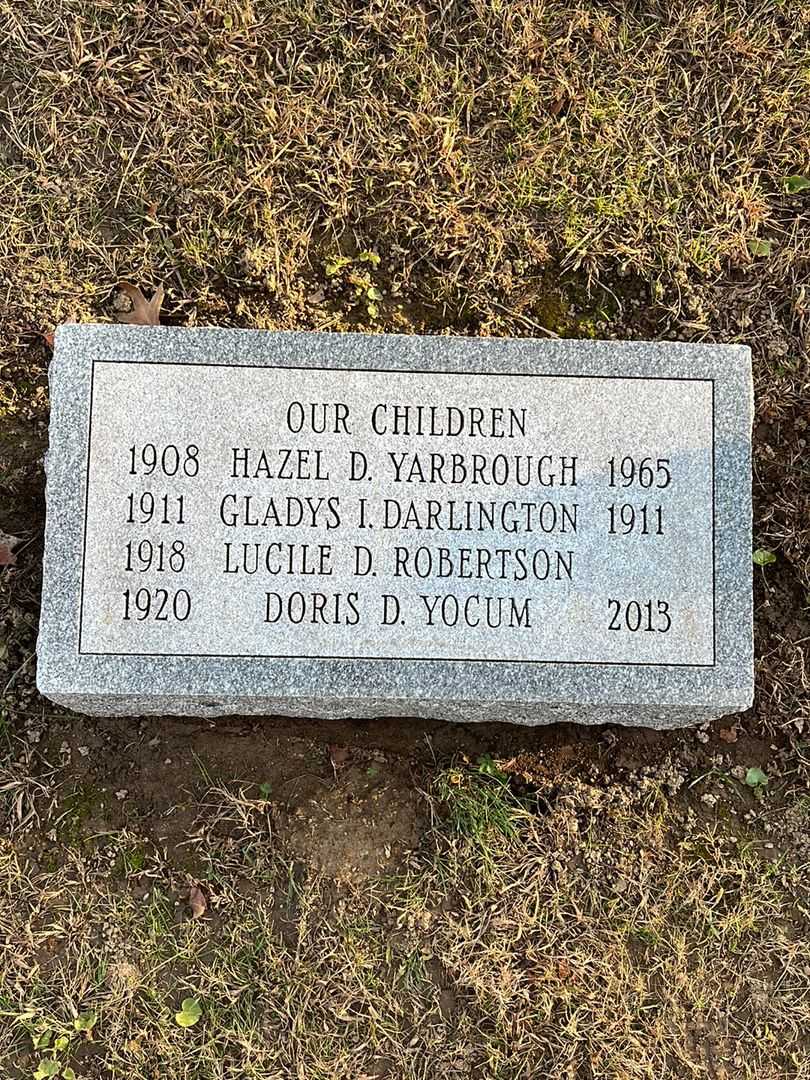 OUR CHILDREN
1908 HAZEL D. YARBROUGH 1965
1911 GLADYS I. DARLINGTON 1911
1918 LUCILE D. ROBERTSON
1920 DORIS D. YOCUM 2013